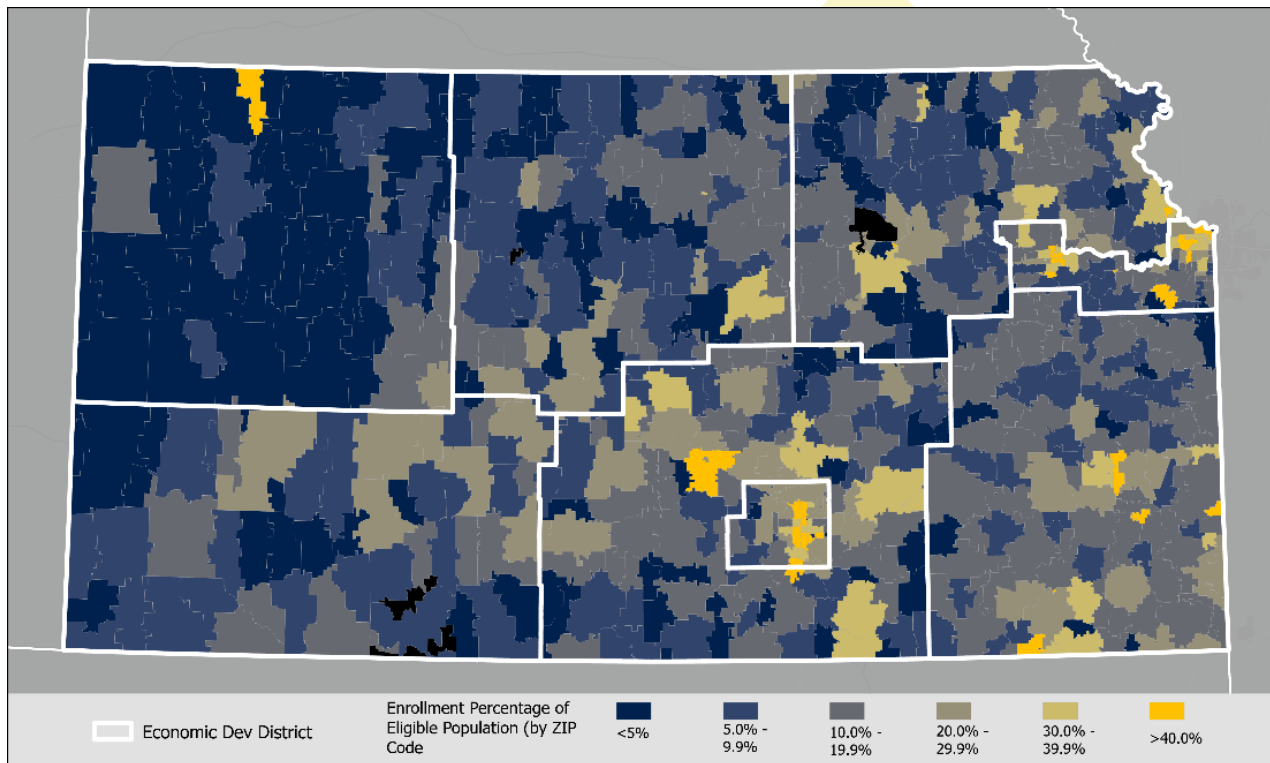 Economic Dev District
Enrollment Percentage of
Eligible Population (by ZIP
Code
<5%
5.0% -
9.9%
10.0% -
19.9%
20.0% -
29.9%
30.0% -
39.9%
>40.0%